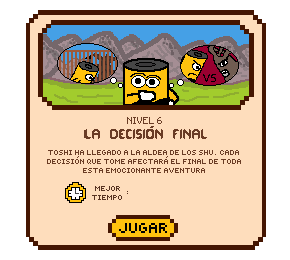 VS
NIVEL 6
LA DECISIÓN FINAL
TOSHI HA LLEGADO A LA ALDEA DE LOS SHU. CADA
DECISIÓN QUE TOME AFECTARÁ EL FINAL DE TODA
ESTA EMOCIONANTE AVENTURA
MEJOR :
TIEMPO
JUGAR